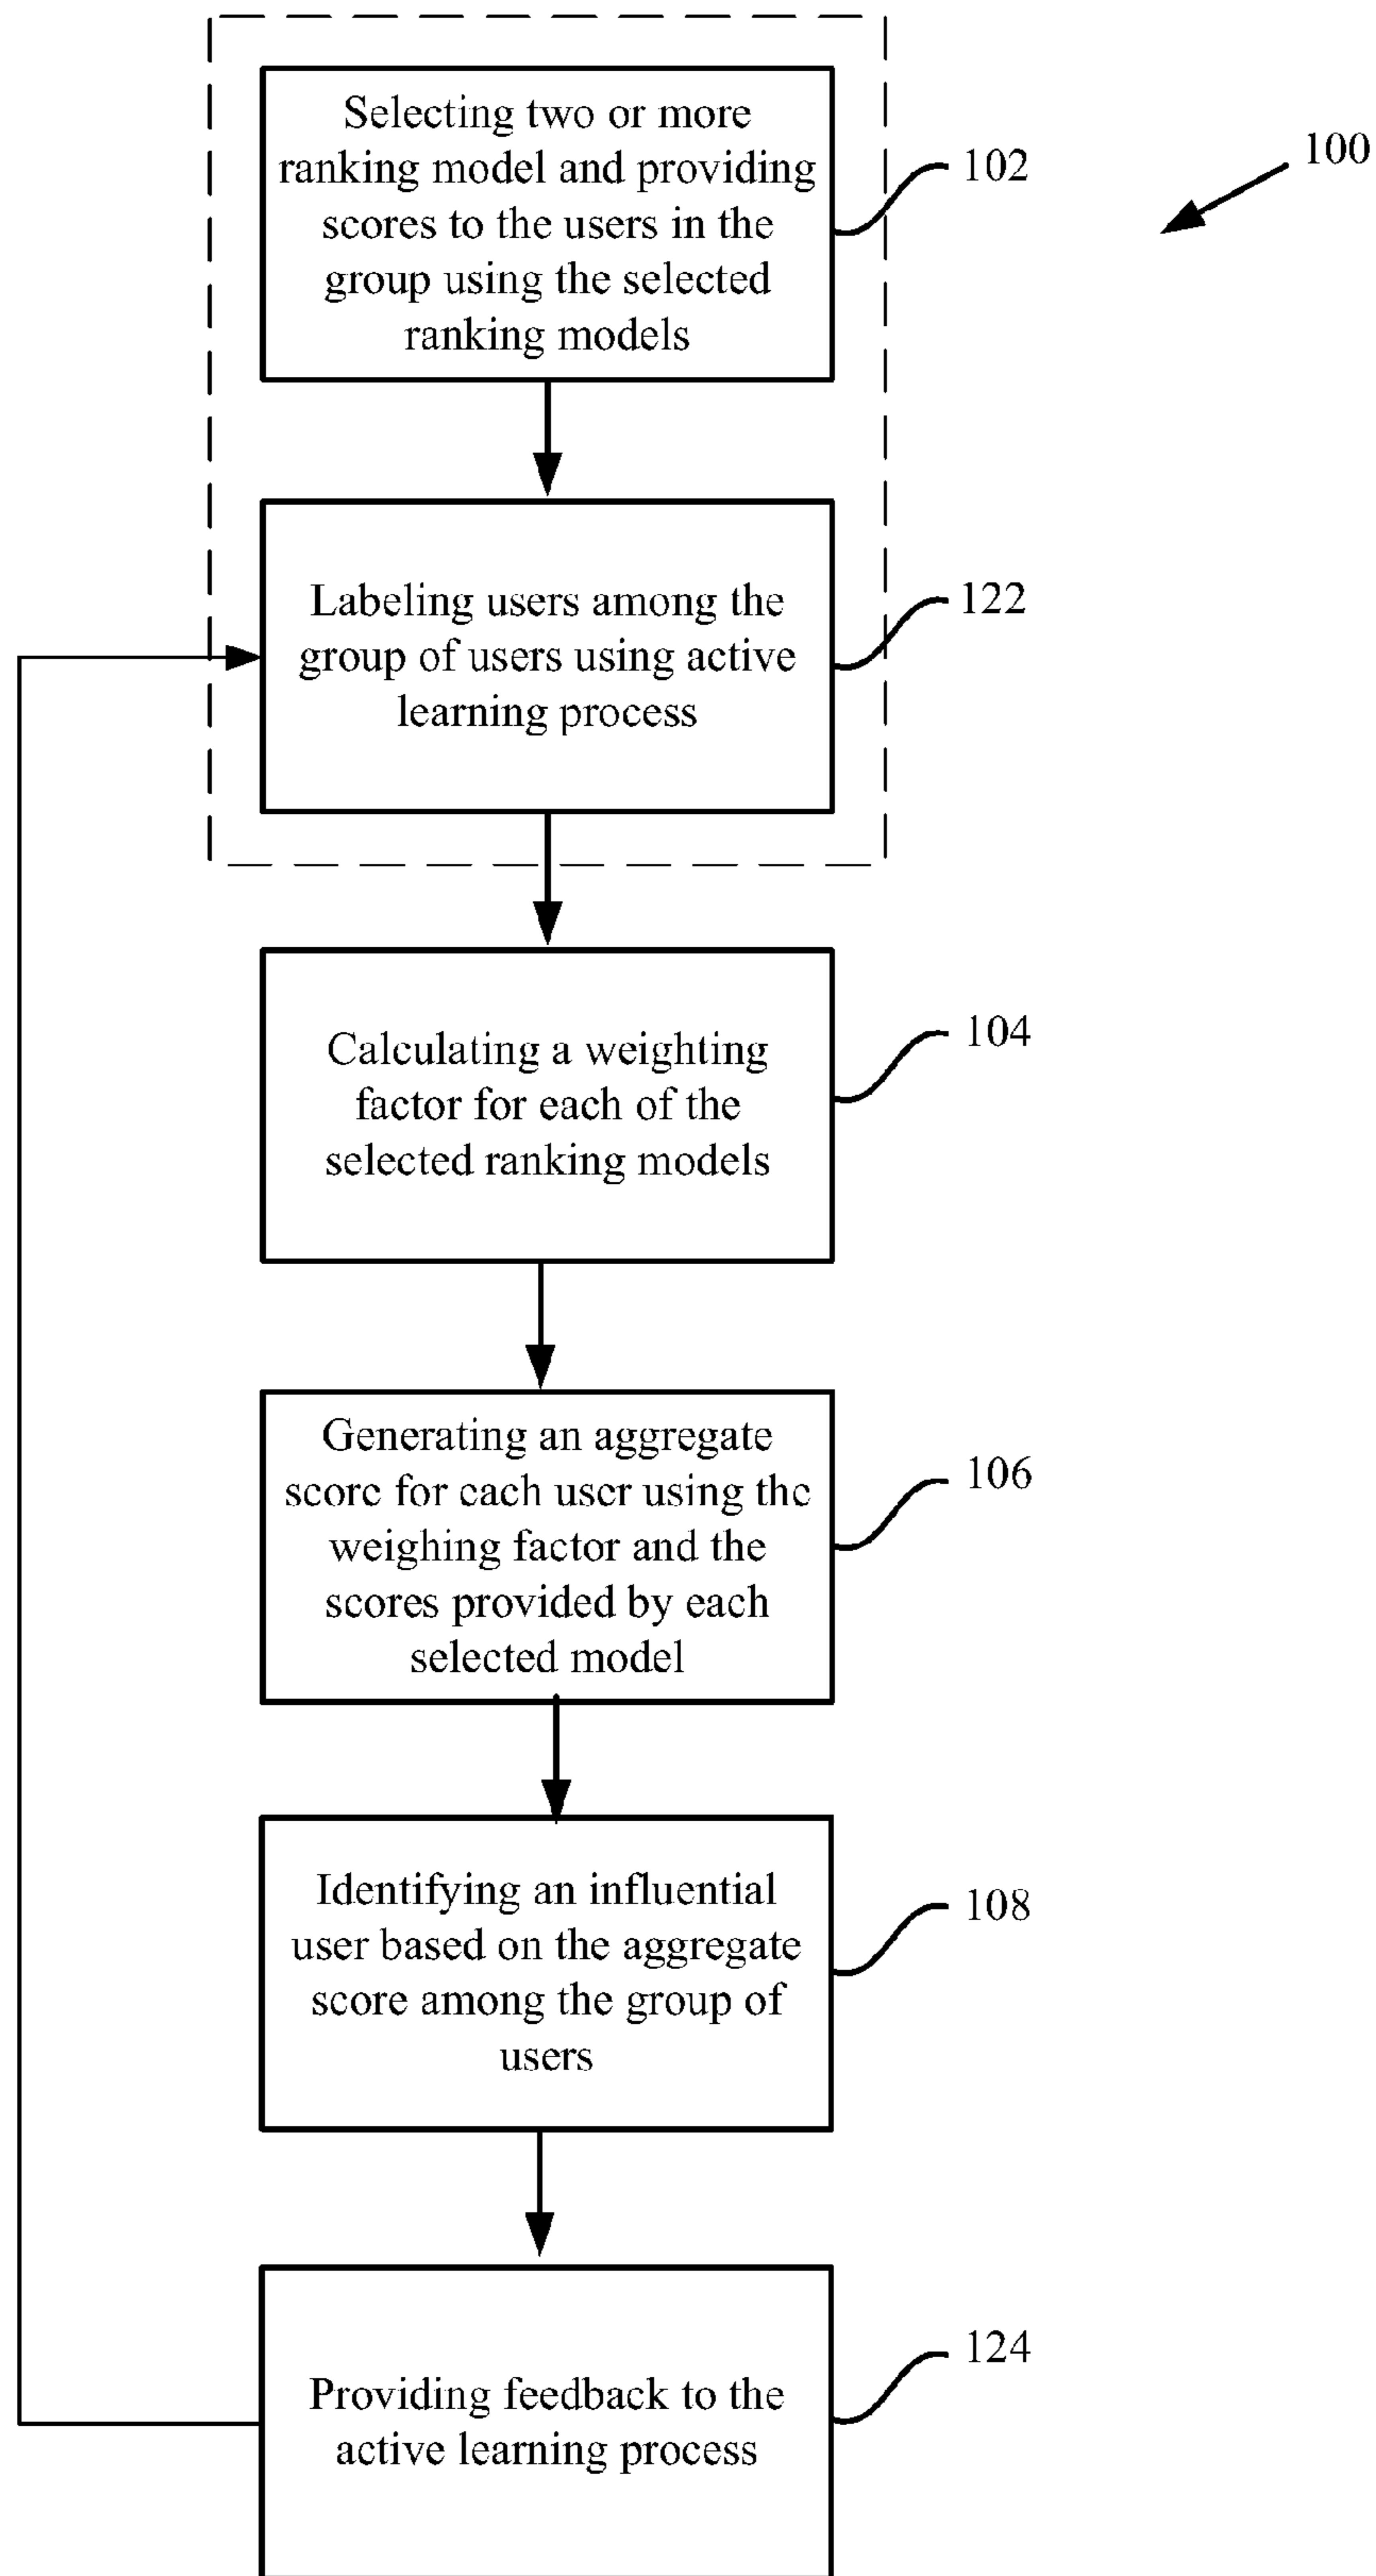 Selecting two or more
ranking model and providing
scores to the users in the
group using the selected
ranking models
102
100
Labeling users among the
group of users using active
learning process
122
Calculating a weighting
factor for each of the
selected ranking models
104
Generating an aggregate
score for each user using the
weighing factor and the
scores provided by each
selected model
106
Identifying an influential
user based on the aggregate
score among the group of
users
108
Providing feedback to the
active learning process
124